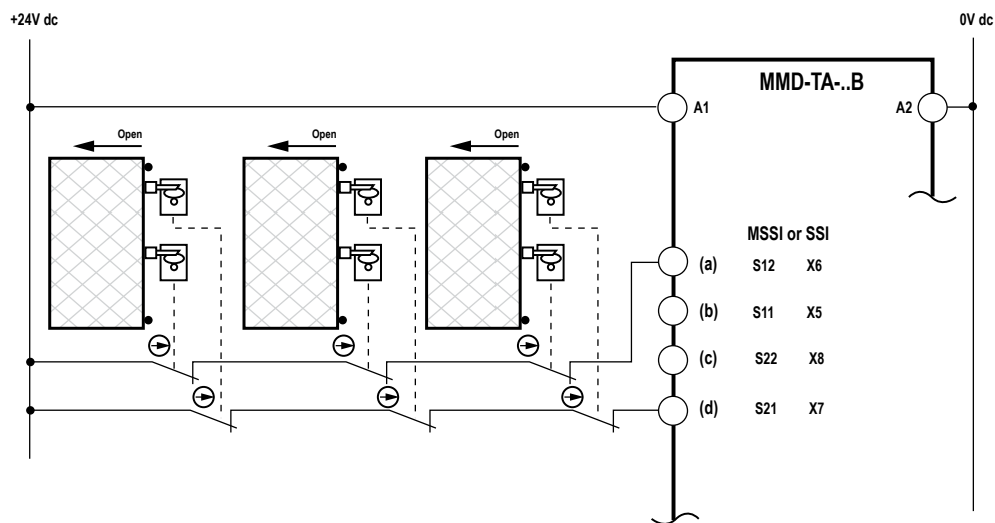 +24V dc
0V dc
MMD-TA-..B
A1
A2
Open
Open
Open
MSSI or SSI
(a) S12 X6
(b) S11 X5
(c) S22 X8
(d) S21 X7